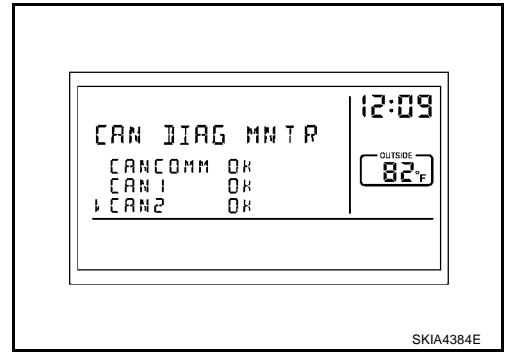 12:09
CAN DIAG MNTR
OUTSIDE
82°F
CANCOMM OK
CAN1 OK
CAN2 OK
SKIA4384E